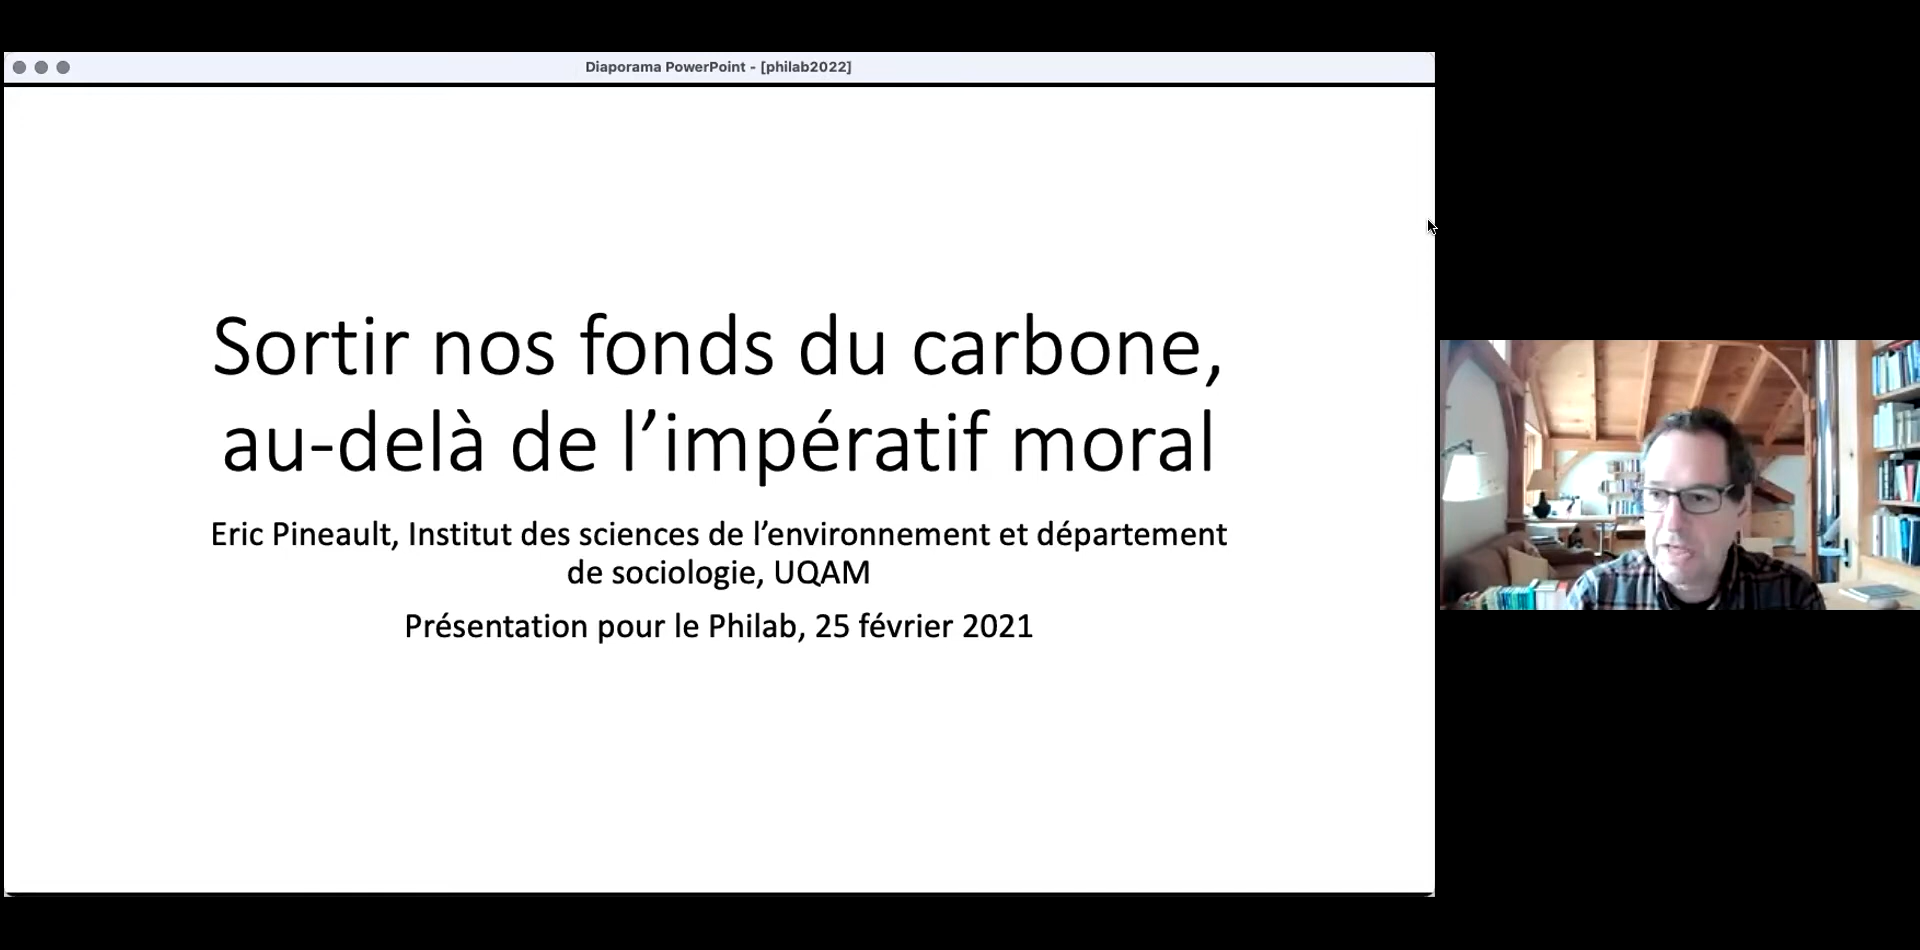 Diaporama PowerPoint - [philab2022]
Sortir nos fonds du carbone,
au-delà de l’impératif moral
Eric Pineault, Institut des sciences de l’environnement et département
de sociologie, UQAM
Présentation pour le Philab, 25 février 2021